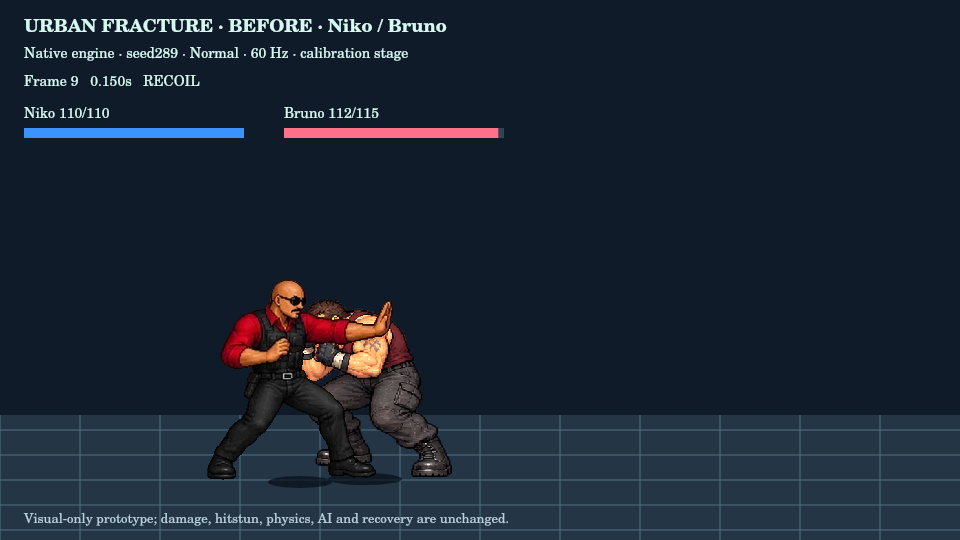 URBAN FRACTURE · BEFORE · Niko / Bruno
Native engine · seed289 · Normal · 60 Hz · calibration stage
Frame 9 0.150s RECOIL
Niko 110/110 Bruno 112/115
Visual-only prototype; damage, hitstun, physics, AI and recovery are unchanged.